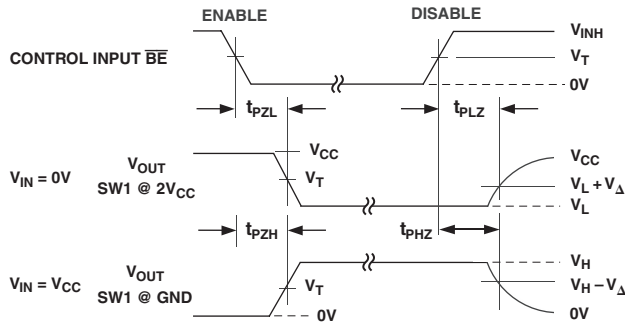 ENABLE DISABLE
V_INH
CONTROL INPUT B̅E̅ V_T
0V
t_PZL t_PLZ
V_CC V_CC
V_IN = 0V V_OUT V_T V_L + V_Δ
SW1 @ 2V_CC V_L
t_PZH t_PHZ
V_H
V_IN = V_CC V_OUT V_T V_H − V_Δ
SW1 @ GND
0V 0V